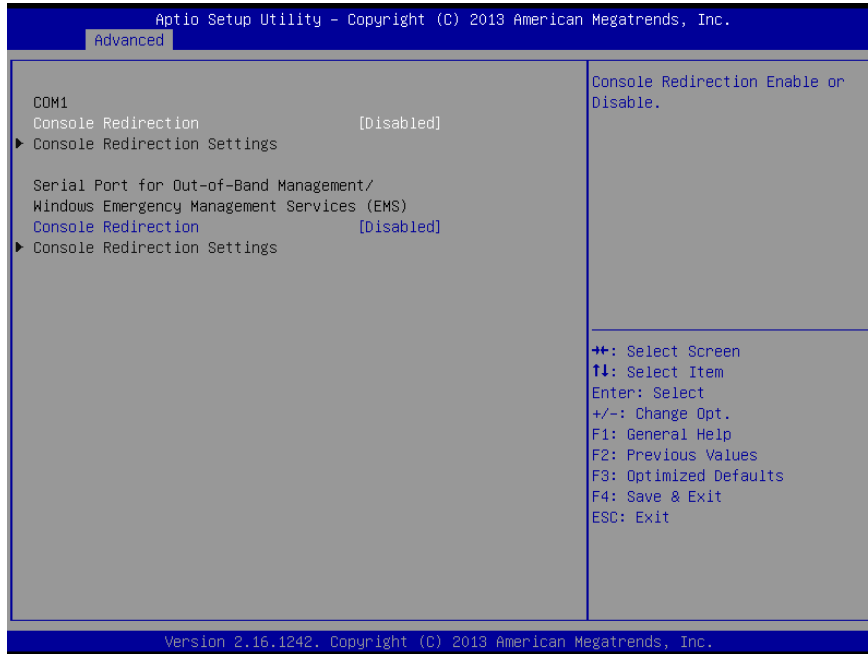 Aptio Setup Utility – Copyright (C) 2013 American Megatrends, Inc.
Advanced
COM1
Console Redirection [Disabled]
▶ Console Redirection Settings
Serial Port for Out-of-Band Management/
Windows Emergency Management Services (EMS)
Console Redirection [Disabled]
▶ Console Redirection Settings
Console Redirection Enable or
Disable.
→←: Select Screen
↑↓: Select Item
Enter: Select
+/-: Change Opt.
F1: General Help
F2: Previous Values
F3: Optimized Defaults
F4: Save & Exit
ESC: Exit
Version 2.16.1242. Copyright (C) 2013 American Megatrends, Inc.